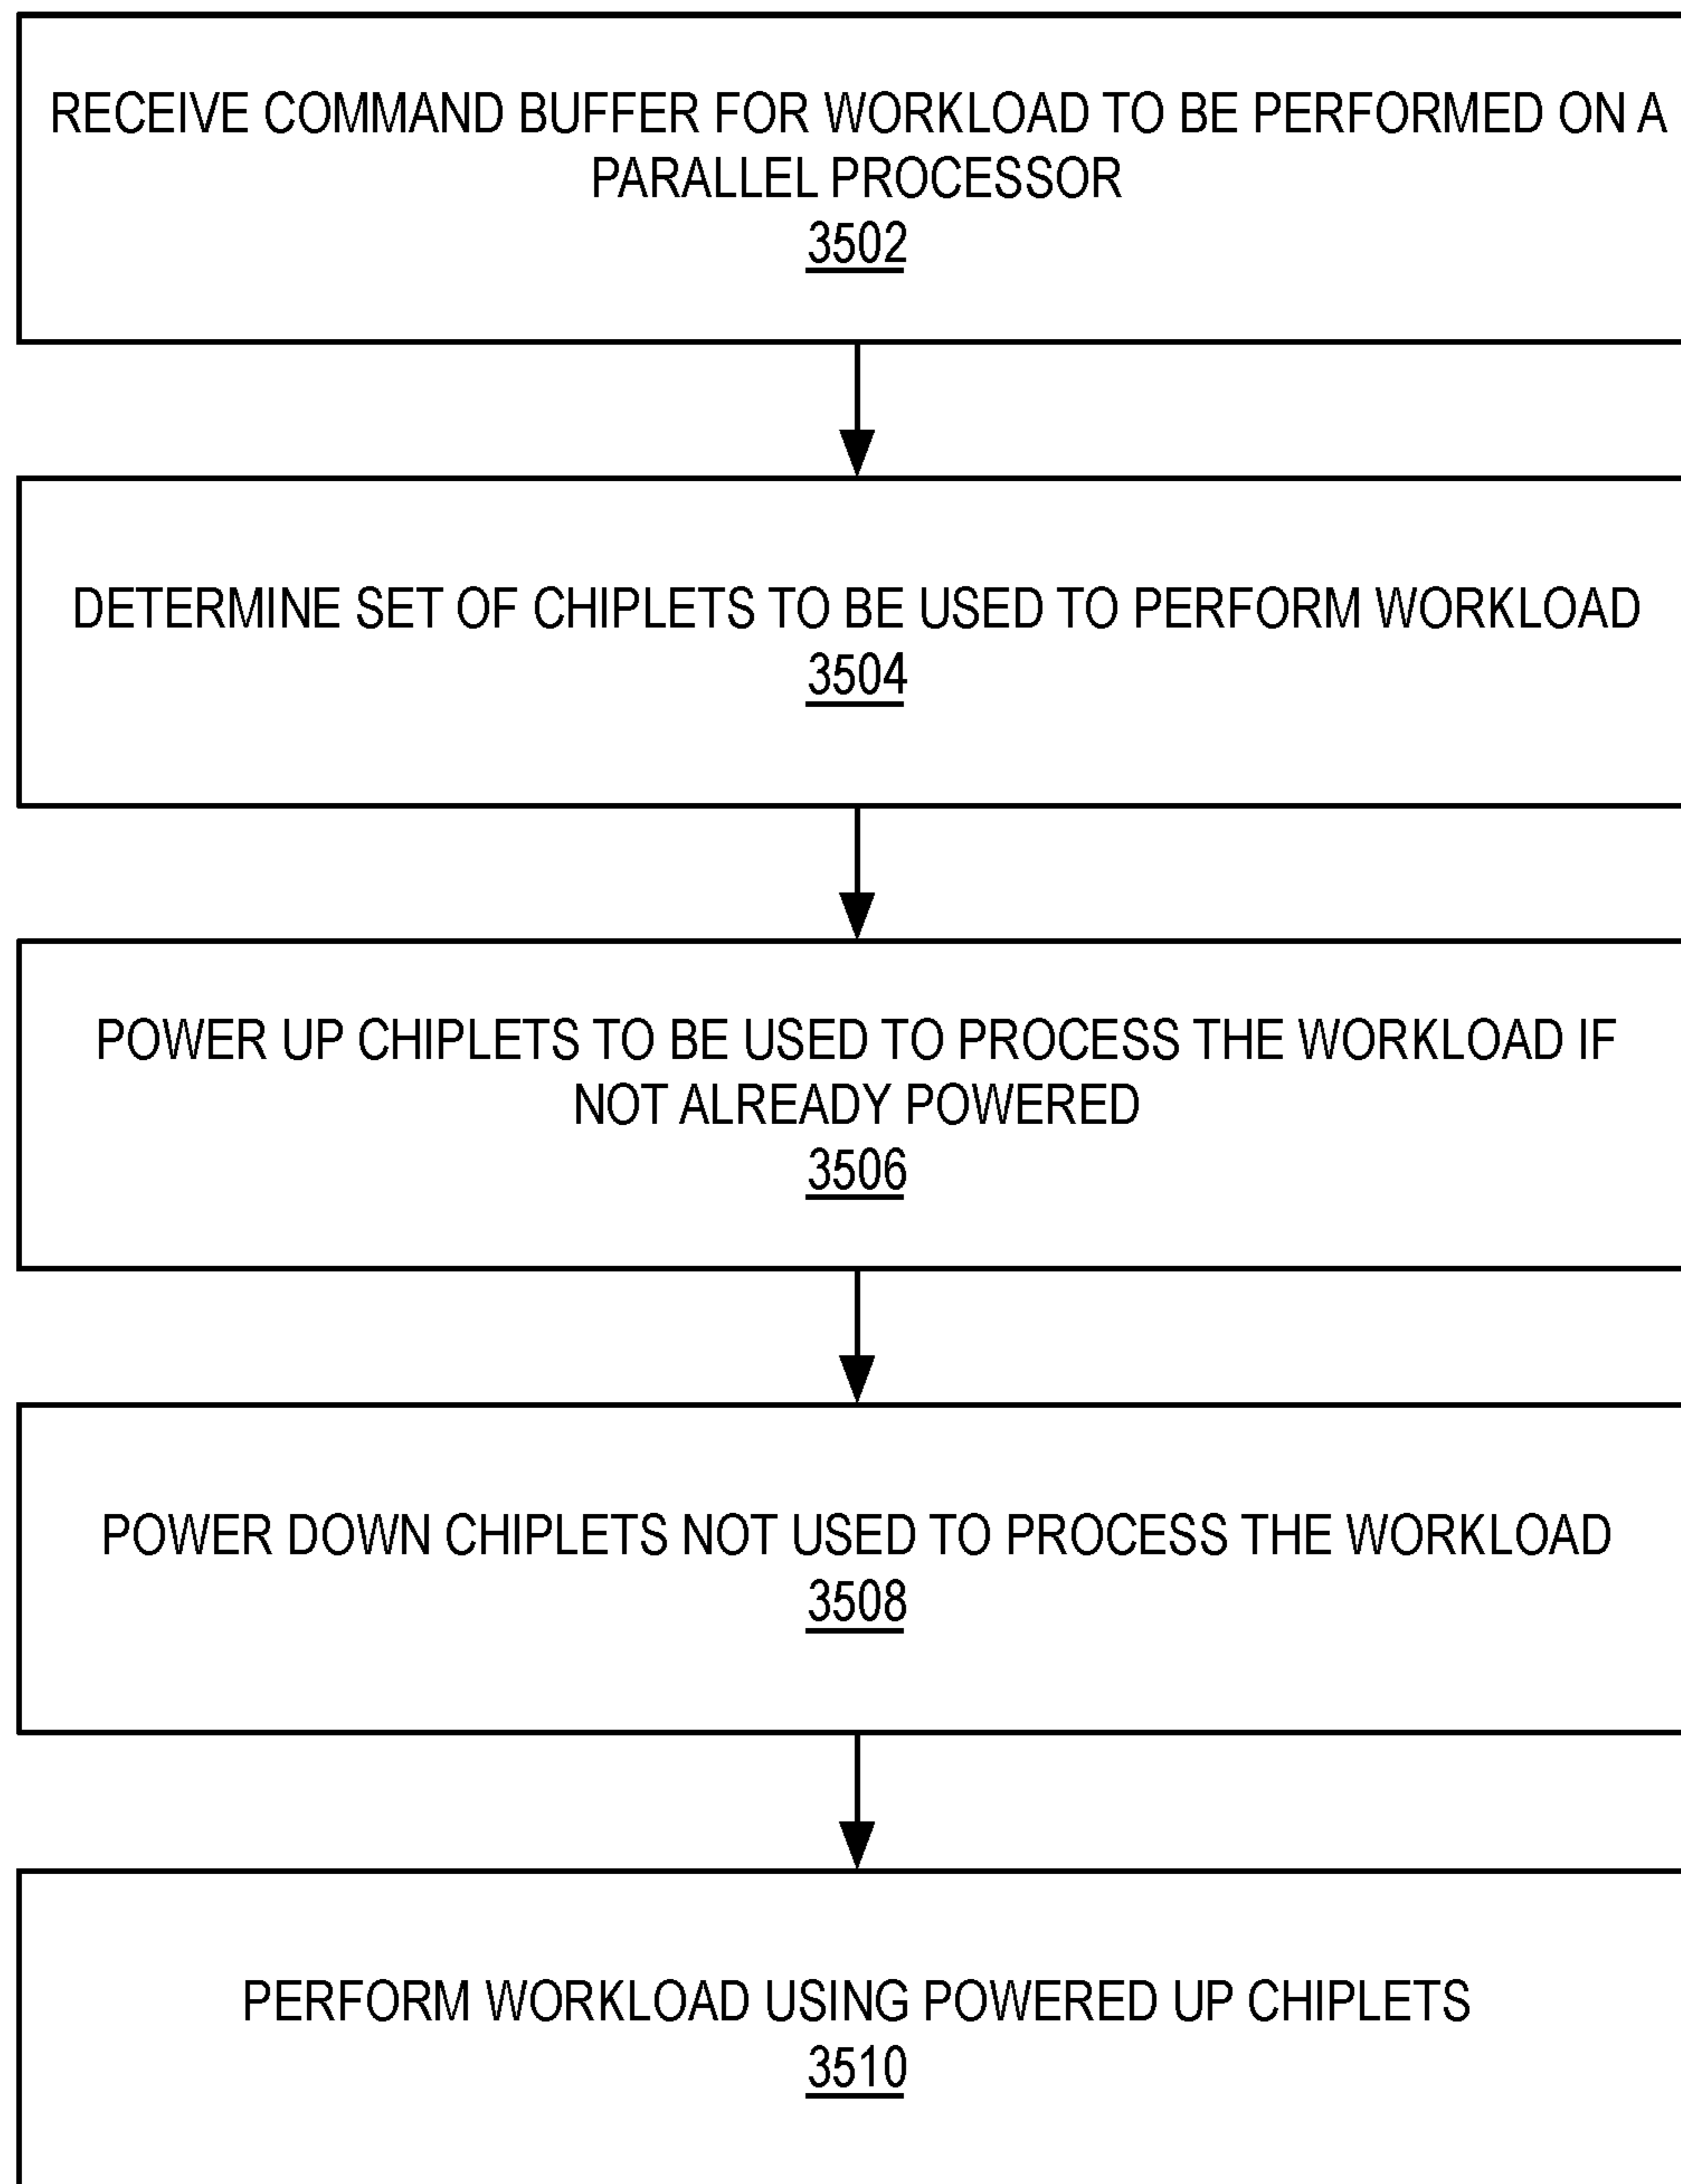 RECEIVE COMMAND BUFFER FOR WORKLOAD TO BE PERFORMED ON A
PARALLEL PROCESSOR
3502
DETERMINE SET OF CHIPLETS TO BE USED TO PERFORM WORKLOAD
3504
POWER UP CHIPLETS TO BE USED TO PROCESS THE WORKLOAD IF
NOT ALREADY POWERED
3506
POWER DOWN CHIPLETS NOT USED TO PROCESS THE WORKLOAD
3508
PERFORM WORKLOAD USING POWERED UP CHIPLETS
3510